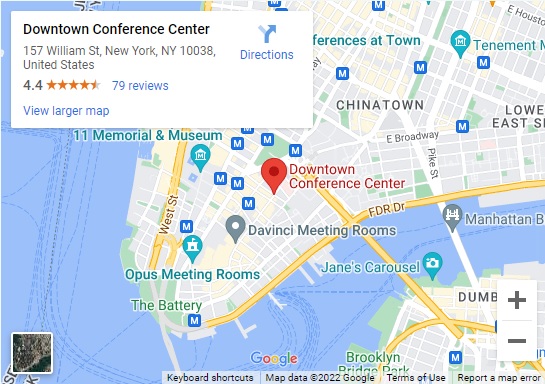 Downtown Conference Center
157 William St, New York, NY 10038,
United States
4.4
79 reviews
View larger map
Directions
ferences at Town
E Houston
Tenement M
CHINATOWN
LOWE
EAST SI
E Broadway
Pike St
11 Memorial & Museum
M
Downtown
Conference Center
West St
FDR Dr
Manhattan B
Davinci Meeting Rooms
Opus Meeting Rooms
Jane's Carousel
The Battery
DUMB
Brooklyn
Bridge Park
Google
+
−
Keyboard shortcuts Map data ©2022 Google Terms of Use Report a map error